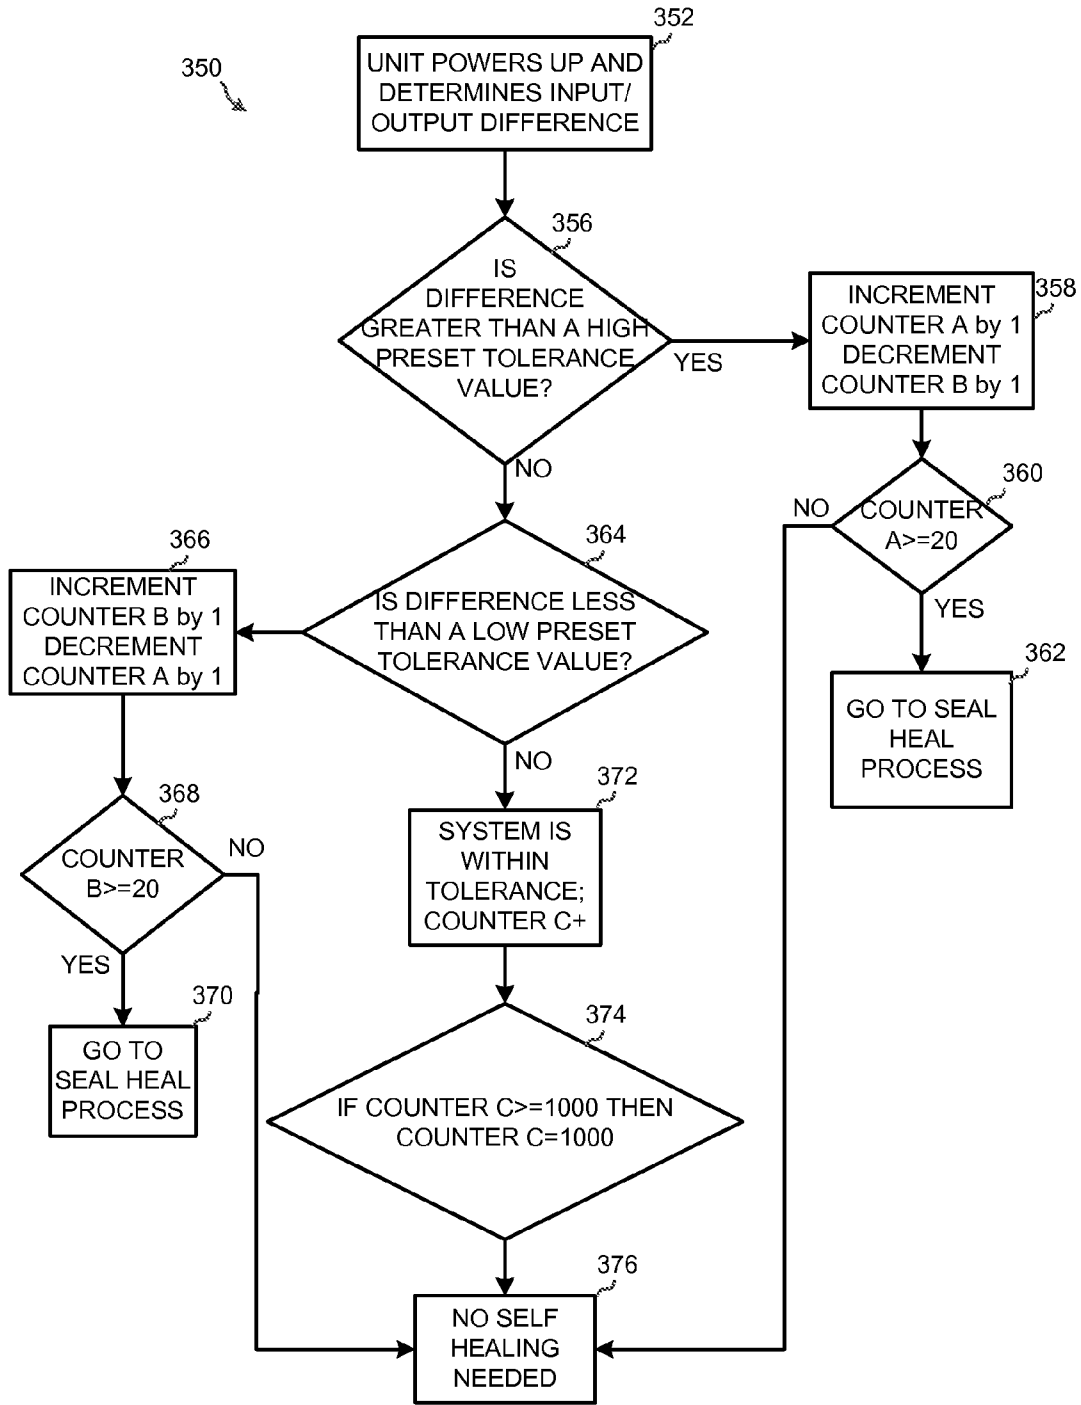 350
352
UNIT POWERS UP AND
DETERMINES INPUT/
OUTPUT DIFFERENCE
356
IS
DIFFERENCE
GREATER THAN A HIGH
PRESET TOLERANCE
VALUE?
YES
NO
358
INCREMENT
COUNTER A by 1
DECREMENT
COUNTER B by 1
360
COUNTER
A>=20
NO
YES
362
GO TO SEAL
HEAL
PROCESS
364
IS DIFFERENCE LESS
THAN A LOW PRESET
TOLERANCE VALUE?
NO
366
INCREMENT
COUNTER B by 1
DECREMENT
COUNTER A by 1
368
COUNTER
B>=20
NO
YES
370
GO TO
SEAL HEAL
PROCESS
372
SYSTEM IS
WITHIN
TOLERANCE;
COUNTER C+
374
IF COUNTER C>=1000 THEN
COUNTER C=1000
376
NO SELF
HEALING
NEEDED